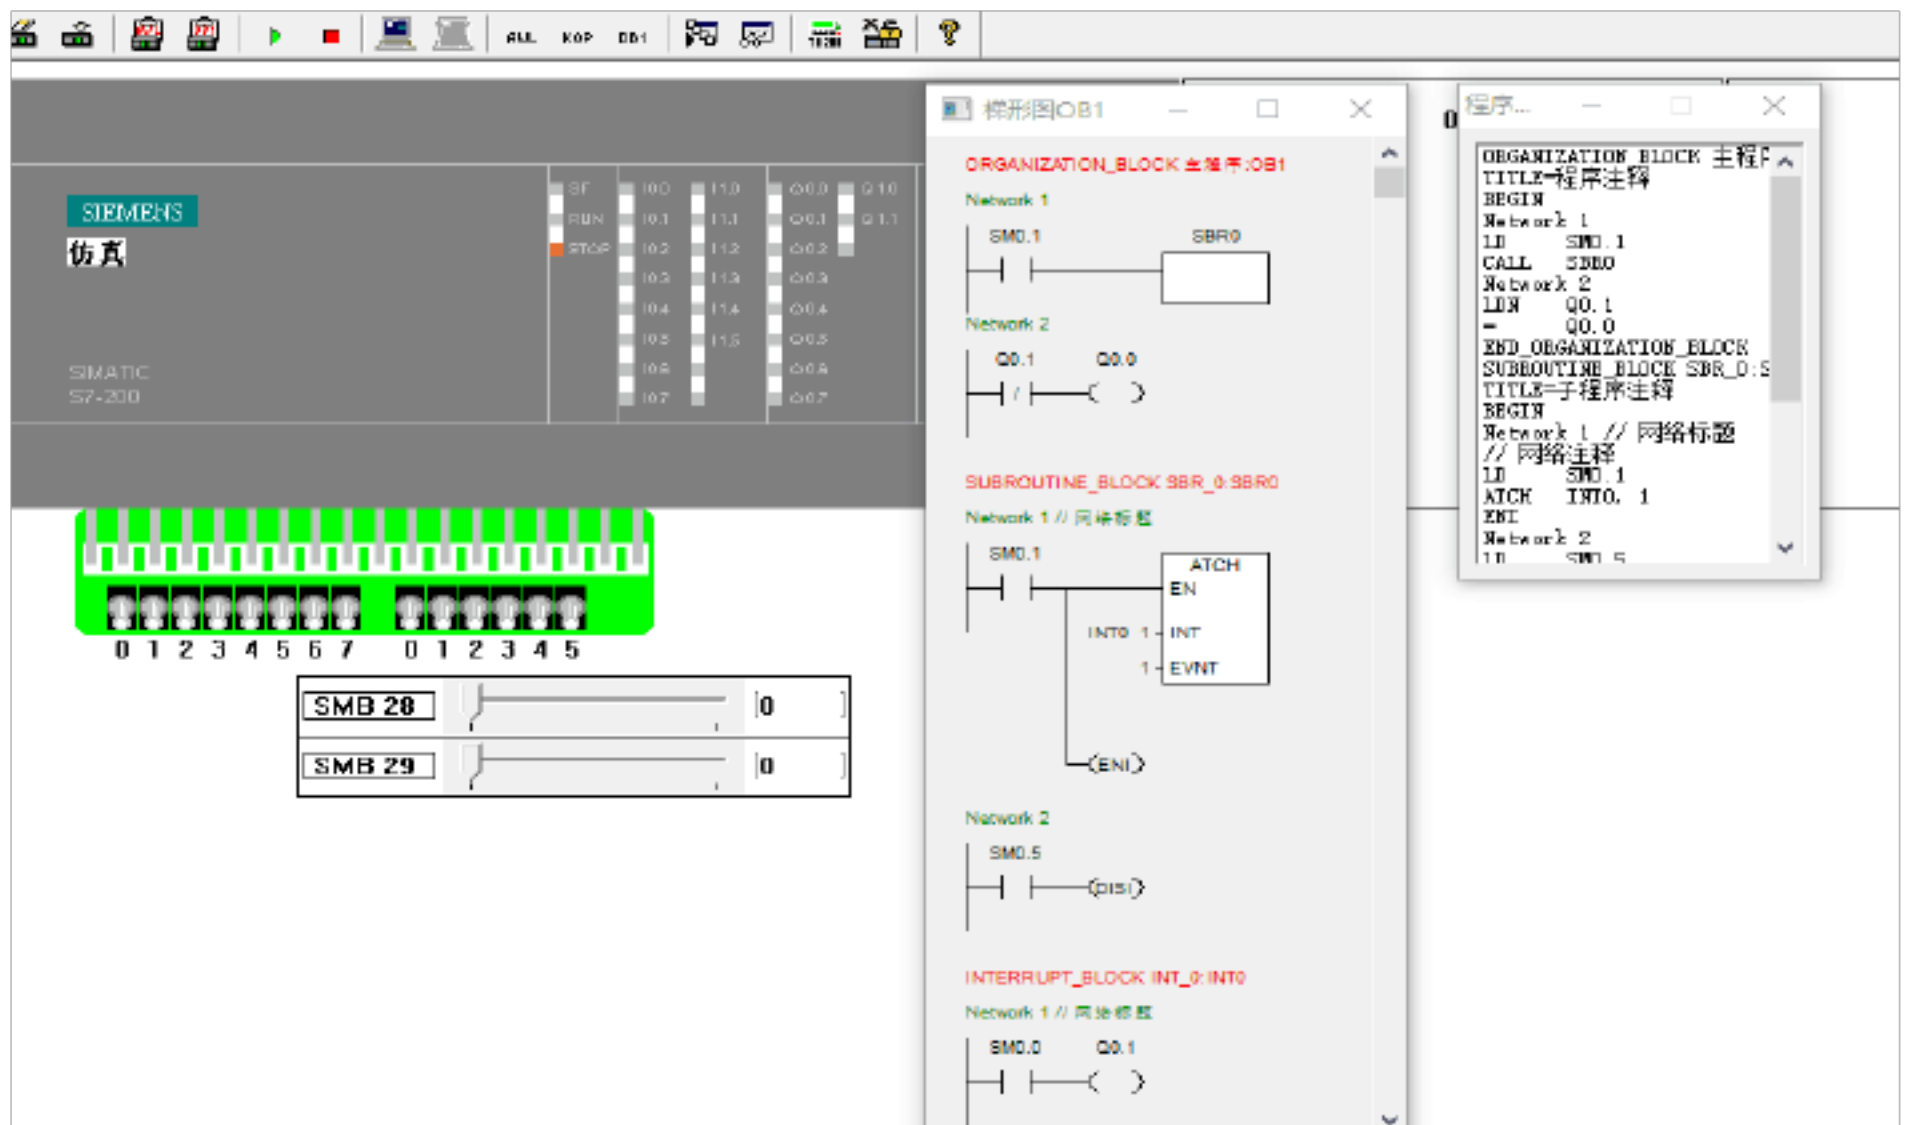 ALL KOP DB1
SIEMENS
仿真
SIMATIC
S7-200
SF
RUN
STOP
I0.0 I1.0 Q0.0 Q1.0
I0.1 I1.1 Q0.1 Q1.1
I0.2 I1.2 Q0.2
I0.3 I1.3 Q0.3
I0.4 I1.4 Q0.4
I0.5 I1.5 Q0.5
I0.6 Q0.6
I0.7 Q0.7
0 1 2 3 4 5 6 7 0 1 2 3 4 5
SMB 28 0
SMB 29 0
梯形图OB1
ORGANIZATION_BLOCK 主程序:OB1
Network 1
SM0.1 SBR0
Network 2
Q0.1 Q0.0
SUBROUTINE_BLOCK SBR_0:SBR0
Network 1 // 网络标题
SM0.1
ATCH
EN
INT0 1 INT
1 EVNT
(ENI)
Network 2
SM0.5
(DISI)
INTERRUPT_BLOCK INT_0:INT0
Network 1 // 网络标题
SM0.0 Q0.1
0
程序...
ORGANIZATION_BLOCK 主程序
TITLE=程序注释
BEGIN
Network 1
LD SM0.1
CALL SBR0
Network 2
LDN Q0.1
= Q0.0
END_ORGANIZATION_BLOCK
SUBROUTINE_BLOCK SBR_0:S
TITLE=子程序注释
BEGIN
Network 1 // 网络标题
// 网络注释
LD SM0.1
ATCH INT0, 1
ENI
Network 2
LD SM0.5